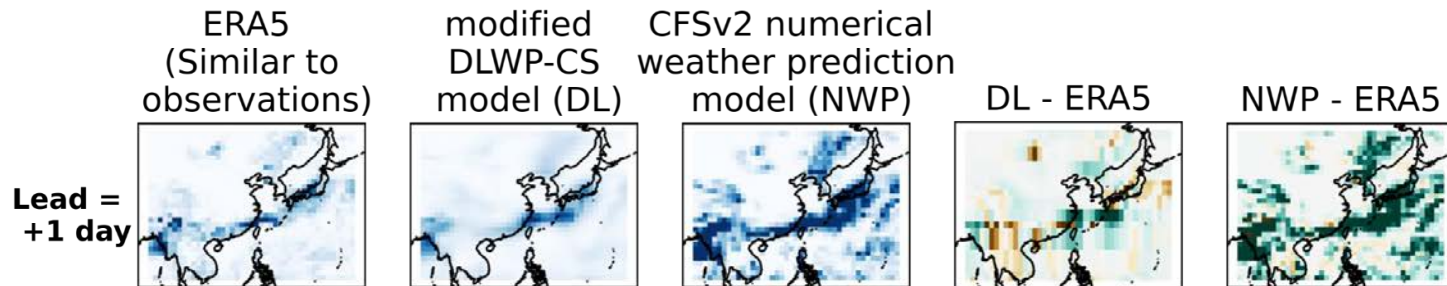 ERA5
(Similar to
observations)
modified
DLWP-CS
model (DL)
CFSv2 numerical
weather prediction
model (NWP)
DL - ERA5
NWP - ERA5
Lead =
+1 day